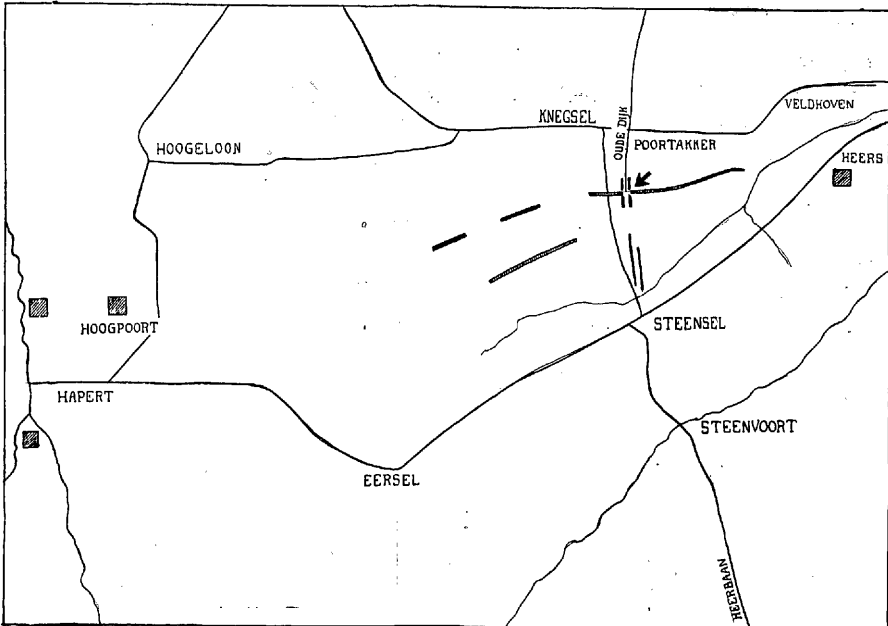 VELDHOVEN
KNEGSEL
OUDE DIJK
POORTAKKER
HOOGELOON
HEERS
HOOGPOORT
STEENSEL
HAPERT
STEENVOORT
EERSEL
HEERBAAN